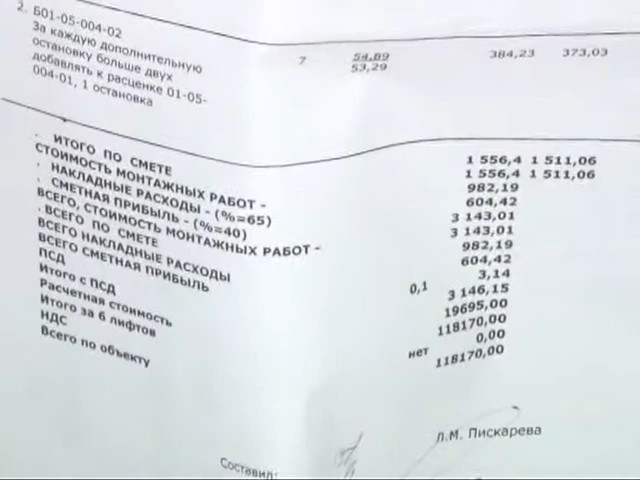 2. Б01-05-004-02
За каждую дополнительную
остановку больше двух
добавлять к расценке 01-05-
004-01, 1 остановка
7 54,89 384,23 373,03
53,29
. ИТОГО ПО СМЕТЕ 1 556,4 1 511,06
СТОИМОСТЬ МОНТАЖНЫХ РАБОТ - 1 556,4 1 511,06
. НАКЛАДНЫЕ РАСХОДЫ - (%=65) 982,19
. СМЕТНАЯ ПРИБЫЛЬ - (%=40) 604,42
ВСЕГО, СТОИМОСТЬ МОНТАЖНЫХ РАБОТ - 3 143,01
. ВСЕГО ПО СМЕТЕ 3 143,01
ВСЕГО НАКЛАДНЫЕ РАСХОДЫ 982,19
ВСЕГО СМЕТНАЯ ПРИБЫЛЬ 604,42
ПСД 0,1 3,14
Итого с ПСД 3 146,15
Расчетная стоимость 19695,00
Итого за 6 лифтов 118170,00
НДС нет 0,00
Всего по объекту 118170,00
Л.М. Пискарева
Составил: